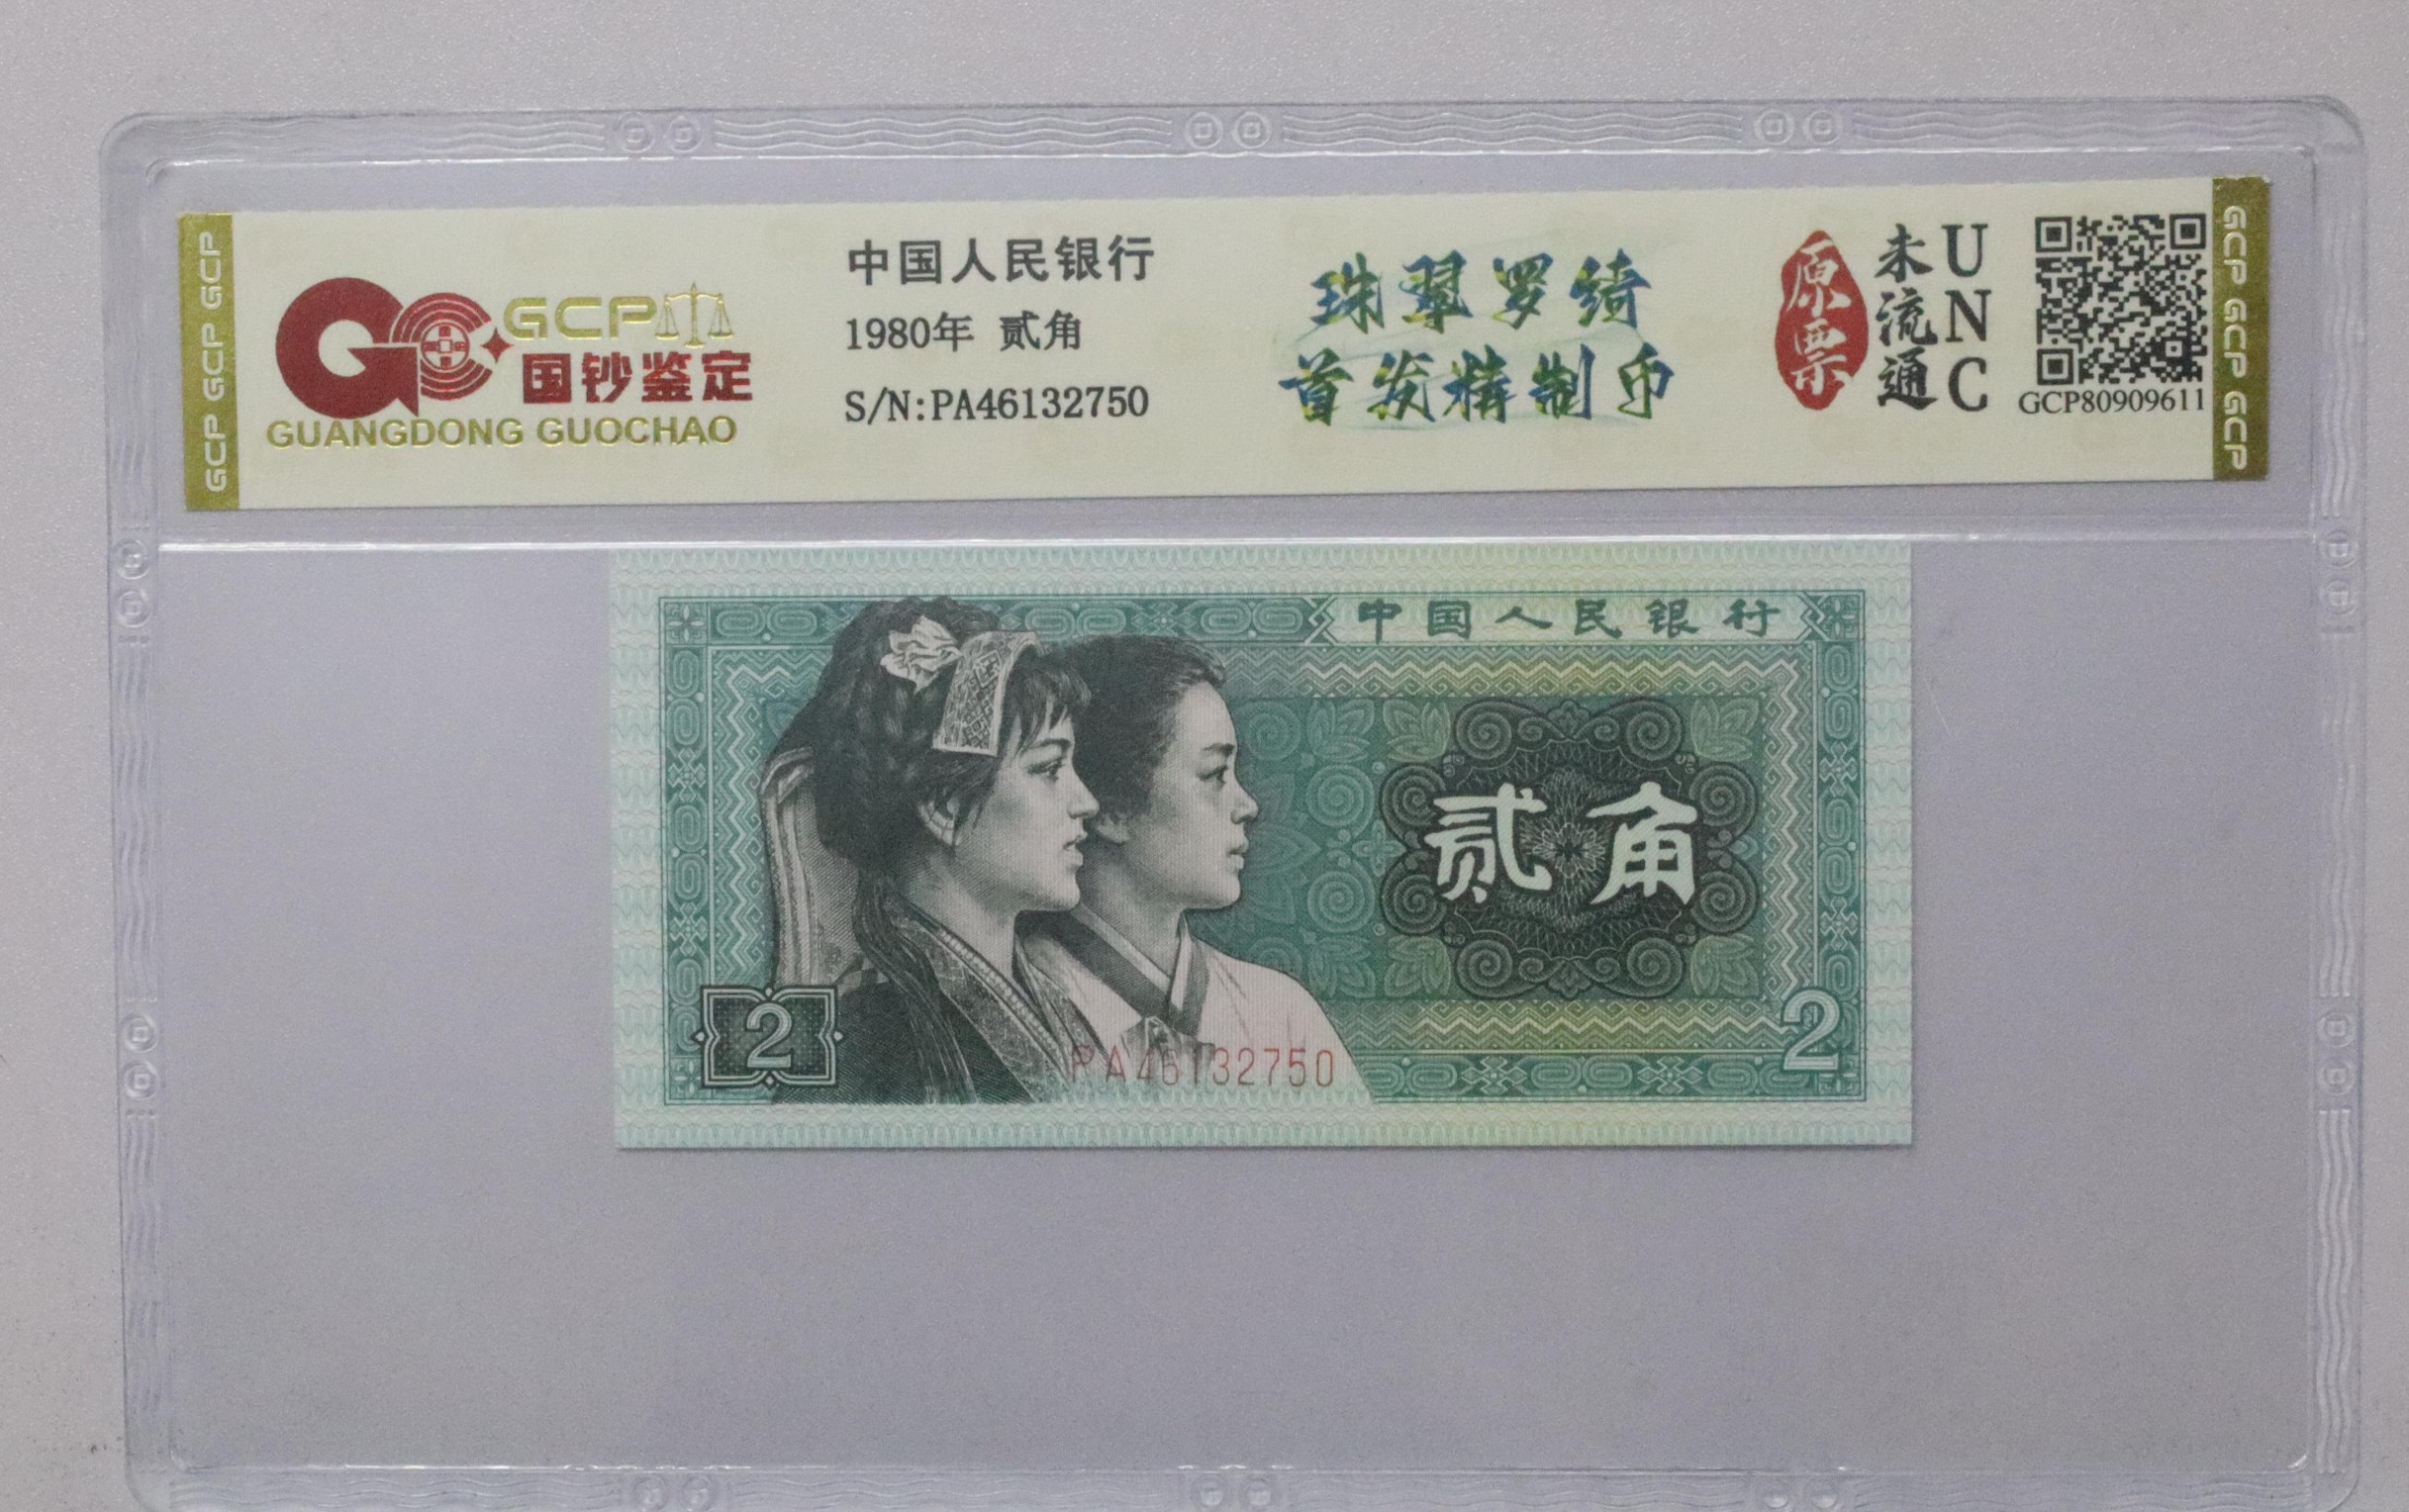 GCP GCP GCP
GCP
国钞鉴定
GUANGDONG GUOCHAO
中国人民银行
1980年 贰角
S/N:PA46132750
珠翠罗绮
首发精制币
原票
未流通
UNC
GCP80909611
GCP GCP GCP
中国人民银行
贰角
2
PA46132750
2